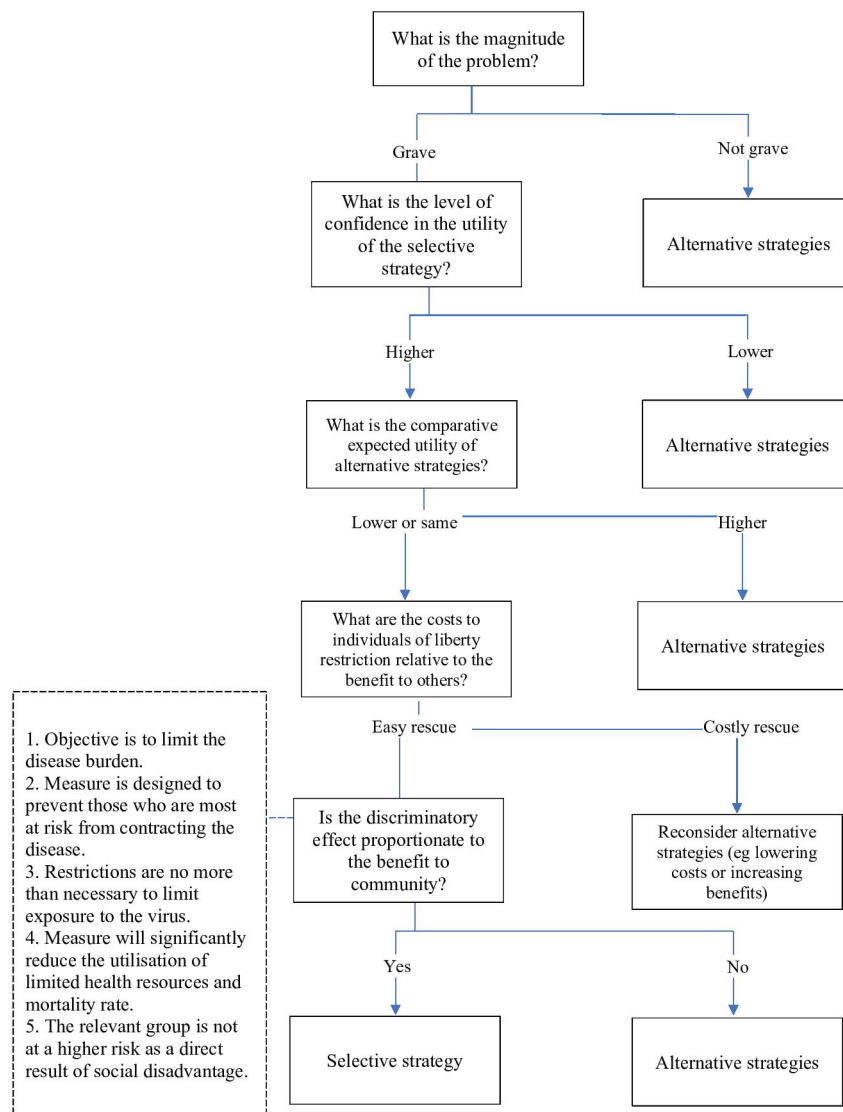 What is the magnitude
of the problem?
Grave
Not grave
What is the level of
confidence in the utility
of the selective
strategy?
Alternative strategies
Higher
Lower
What is the comparative
expected utility of
alternative strategies?
Alternative strategies
Lower or same
Higher
What are the costs to
individuals of liberty
restriction relative to the
benefit to others?
Alternative strategies
Easy rescue
Costly rescue
1. Objective is to limit the
disease burden.
2. Measure is designed to
prevent those who are most
at risk from contracting the
disease.
3. Restrictions are no more
than necessary to limit
exposure to the virus.
4. Measure will significantly
reduce the utilisation of
limited health resources and
mortality rate.
5. The relevant group is not
at a higher risk as a direct
result of social disadvantage.
Is the discriminatory
effect proportionate to
the benefit to
community?
Reconsider alternative
strategies (eg lowering
costs or increasing
benefits)
Yes
No
Selective strategy
Alternative strategies